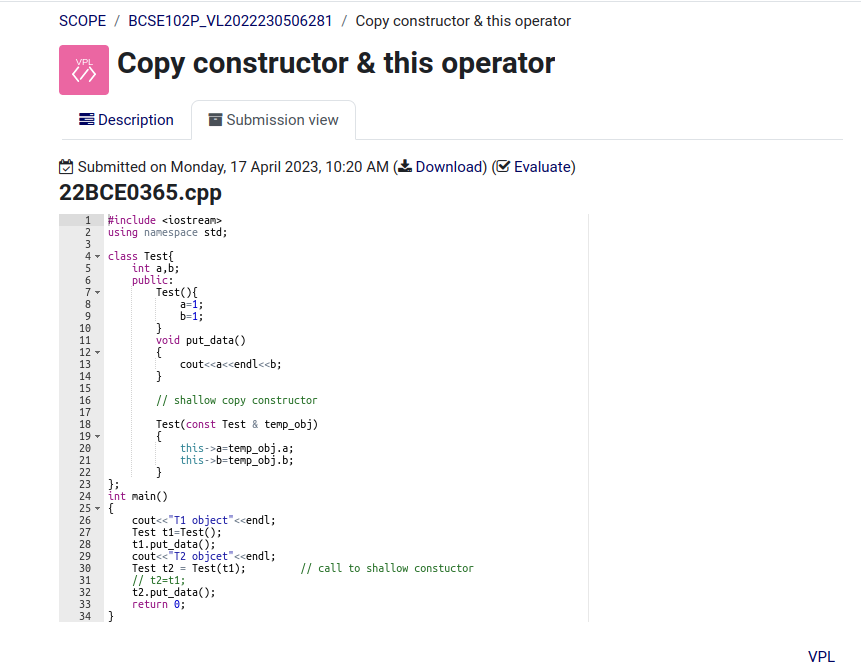 SCOPE / BCSE102P_VL2022230506281 / Copy constructor & this operator
VPL
Copy constructor & this operator
Description Submission view
Submitted on Monday, 17 April 2023, 10:20 AM (Download) (Evaluate)
22BCE0365.cpp
1 #include <iostream>
2 using namespace std;
3
4 class Test{
5 int a,b;
6 public:
7 Test(){
8 a=1;
9 b=1;
10 }
11 void put_data()
12 {
13 cout<<a<<endl<<b;
14 }
15
16 // shallow copy constructor
17
18 Test(const Test & temp_obj)
19 {
20 this->a=temp_obj.a;
21 this->b=temp_obj.b;
22 }
23 };
24 int main()
25 {
26 cout<<"T1 object"<<endl;
27 Test t1=Test();
28 t1.put_data();
29 cout<<"T2 objcet"<<endl;
30 Test t2 = Test(t1); // call to shallow constuctor
31 // t2=t1;
32 t2.put_data();
33 return 0;
34 }
VPL